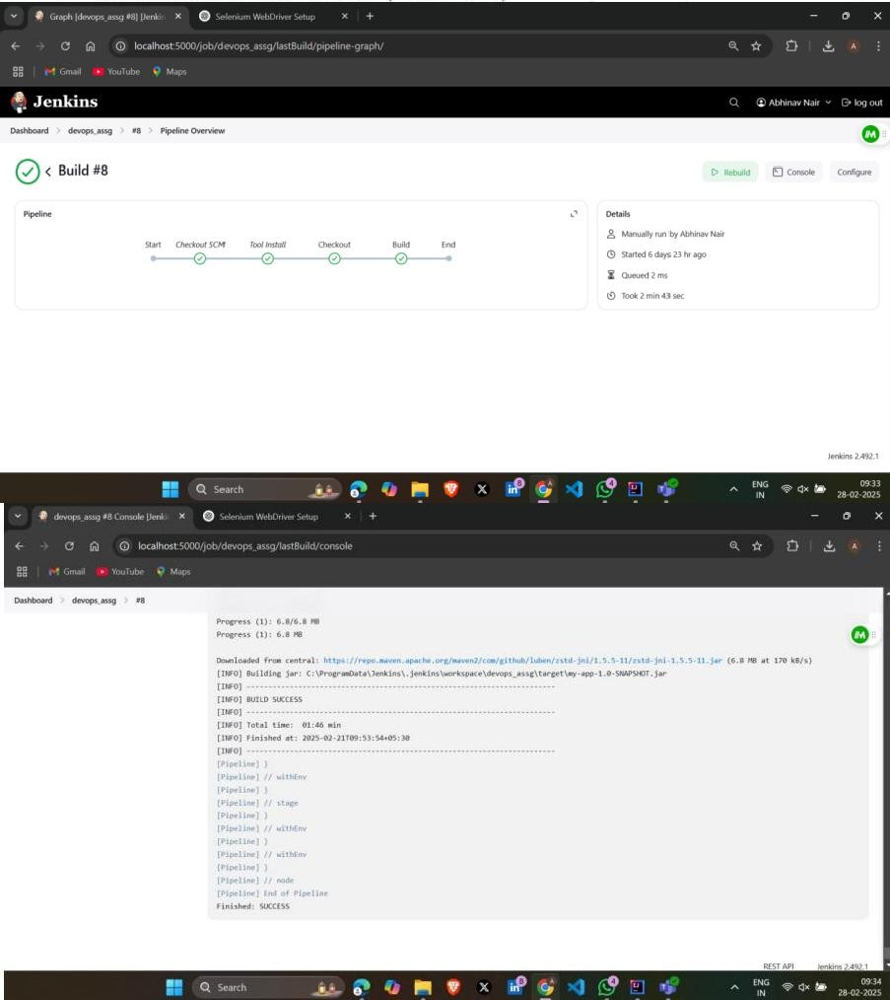 Graph [devops_assg #8] [Jenkin
Selenium WebDriver Setup
localhost:5000/job/devops_assg/lastBuild/pipeline-graph/
A
Gmail YouTube Maps
Jenkins
Abhinav Nair log out
Dashboard > devops_assg > #8 > Pipeline Overview
Build #8
Rebuild Console Configure
Pipeline
Start Checkout SCM Tool Install Checkout Build End
Details
Manually run by Abhinav Nair
Started 6 days 23 hr ago
Queued 2 ms
Took 2 min 43 sec
Jenkins 2.492.1
Search
ENG
IN
09:33
28-02-2025
devops_assg #8 Console [Jenki
Selenium WebDriver Setup
localhost:5000/job/devops_assg/lastBuild/console
A
Gmail YouTube Maps
Dashboard > devops_assg > #8
Progress (1): 6.8/6.8 MB
Progress (1): 6.8 MB
Downloaded from central: https://repo.maven.apache.org/maven2/com/github/luben/zstd-jni/1.5.5-11/zstd-jni-1.5.5-11.jar (6.8 MB at 170 kB/s)
[INFO] Building jar: C:\ProgramData\Jenkins\.jenkins\workspace\devops_assg\target\my-app-1.0-SNAPSHOT.jar
[INFO] ------------------------------------------------------------------------
[INFO] BUILD SUCCESS
[INFO] ------------------------------------------------------------------------
[INFO] Total time:  01:46 min
[INFO] Finished at: 2025-02-21T09:53:54+05:30
[INFO] ------------------------------------------------------------------------
[Pipeline] }
[Pipeline] // withEnv
[Pipeline] }
[Pipeline] // stage
[Pipeline] }
[Pipeline] // withEnv
[Pipeline] }
[Pipeline] // withEnv
[Pipeline] }
[Pipeline] // node
[Pipeline] End of Pipeline
Finished: SUCCESS
REST API Jenkins 2.492.1
Search
ENG
IN
09:34
28-02-2025